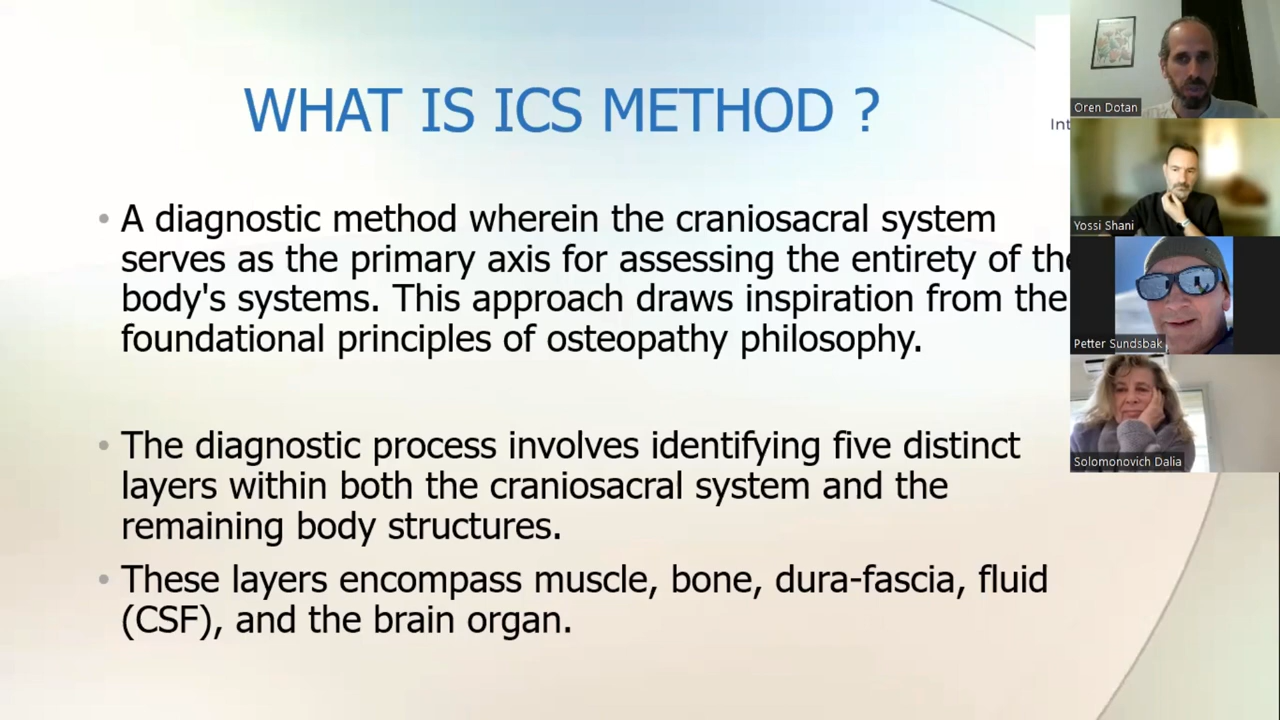 WHAT IS ICS METHOD ?
Int
Oren Dotan
Yossi Shani
Petter Sundsbak
Solomonovich Dalia
• A diagnostic method wherein the craniosacral system
serves as the primary axis for assessing the entirety of the
body's systems. This approach draws inspiration from the
foundational principles of osteopathy philosophy.
• The diagnostic process involves identifying five distinct
layers within both the craniosacral system and the
remaining body structures.
• These layers encompass muscle, bone, dura-fascia, fluid
(CSF), and the brain organ.